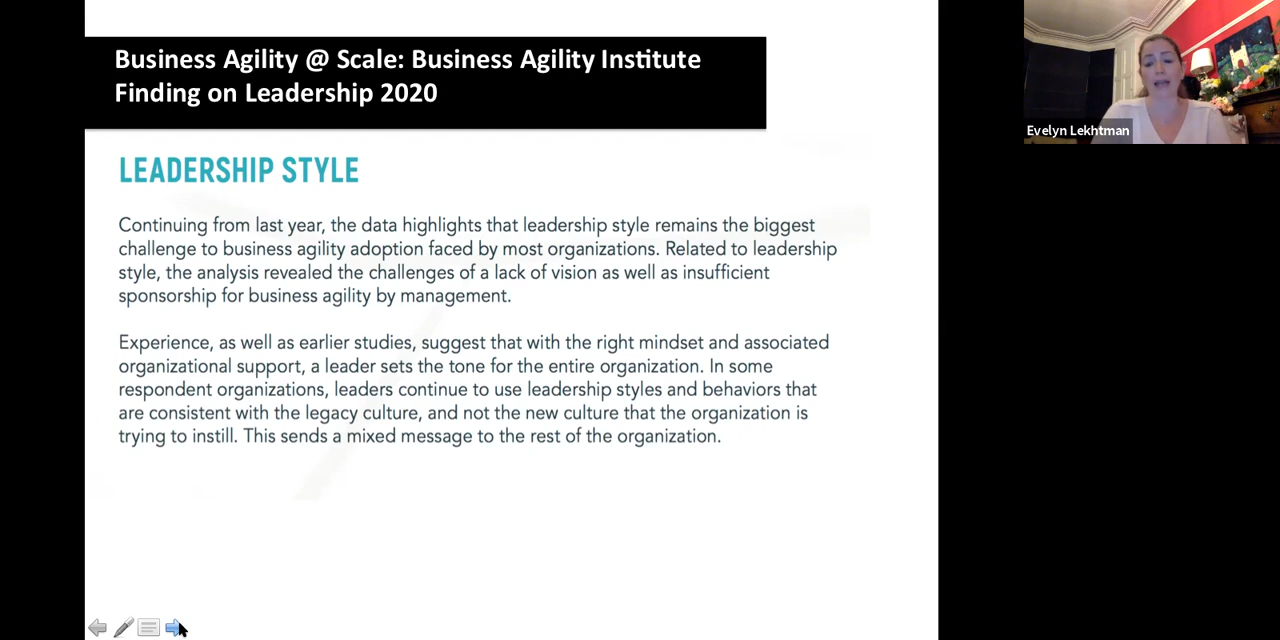 Business Agility @ Scale: Business Agility Institute
Finding on Leadership 2020
LEADERSHIP STYLE
Continuing from last year, the data highlights that leadership style remains the biggest
challenge to business agility adoption faced by most organizations. Related to leadership
style, the analysis revealed the challenges of a lack of vision as well as insufficient
sponsorship for business agility by management.
Experience, as well as earlier studies, suggest that with the right mindset and associated
organizational support, a leader sets the tone for the entire organization. In some
respondent organizations, leaders continue to use leadership styles and behaviors that
are consistent with the legacy culture, and not the new culture that the organization is
trying to instill. This sends a mixed message to the rest of the organization.
Evelyn Lekhtman